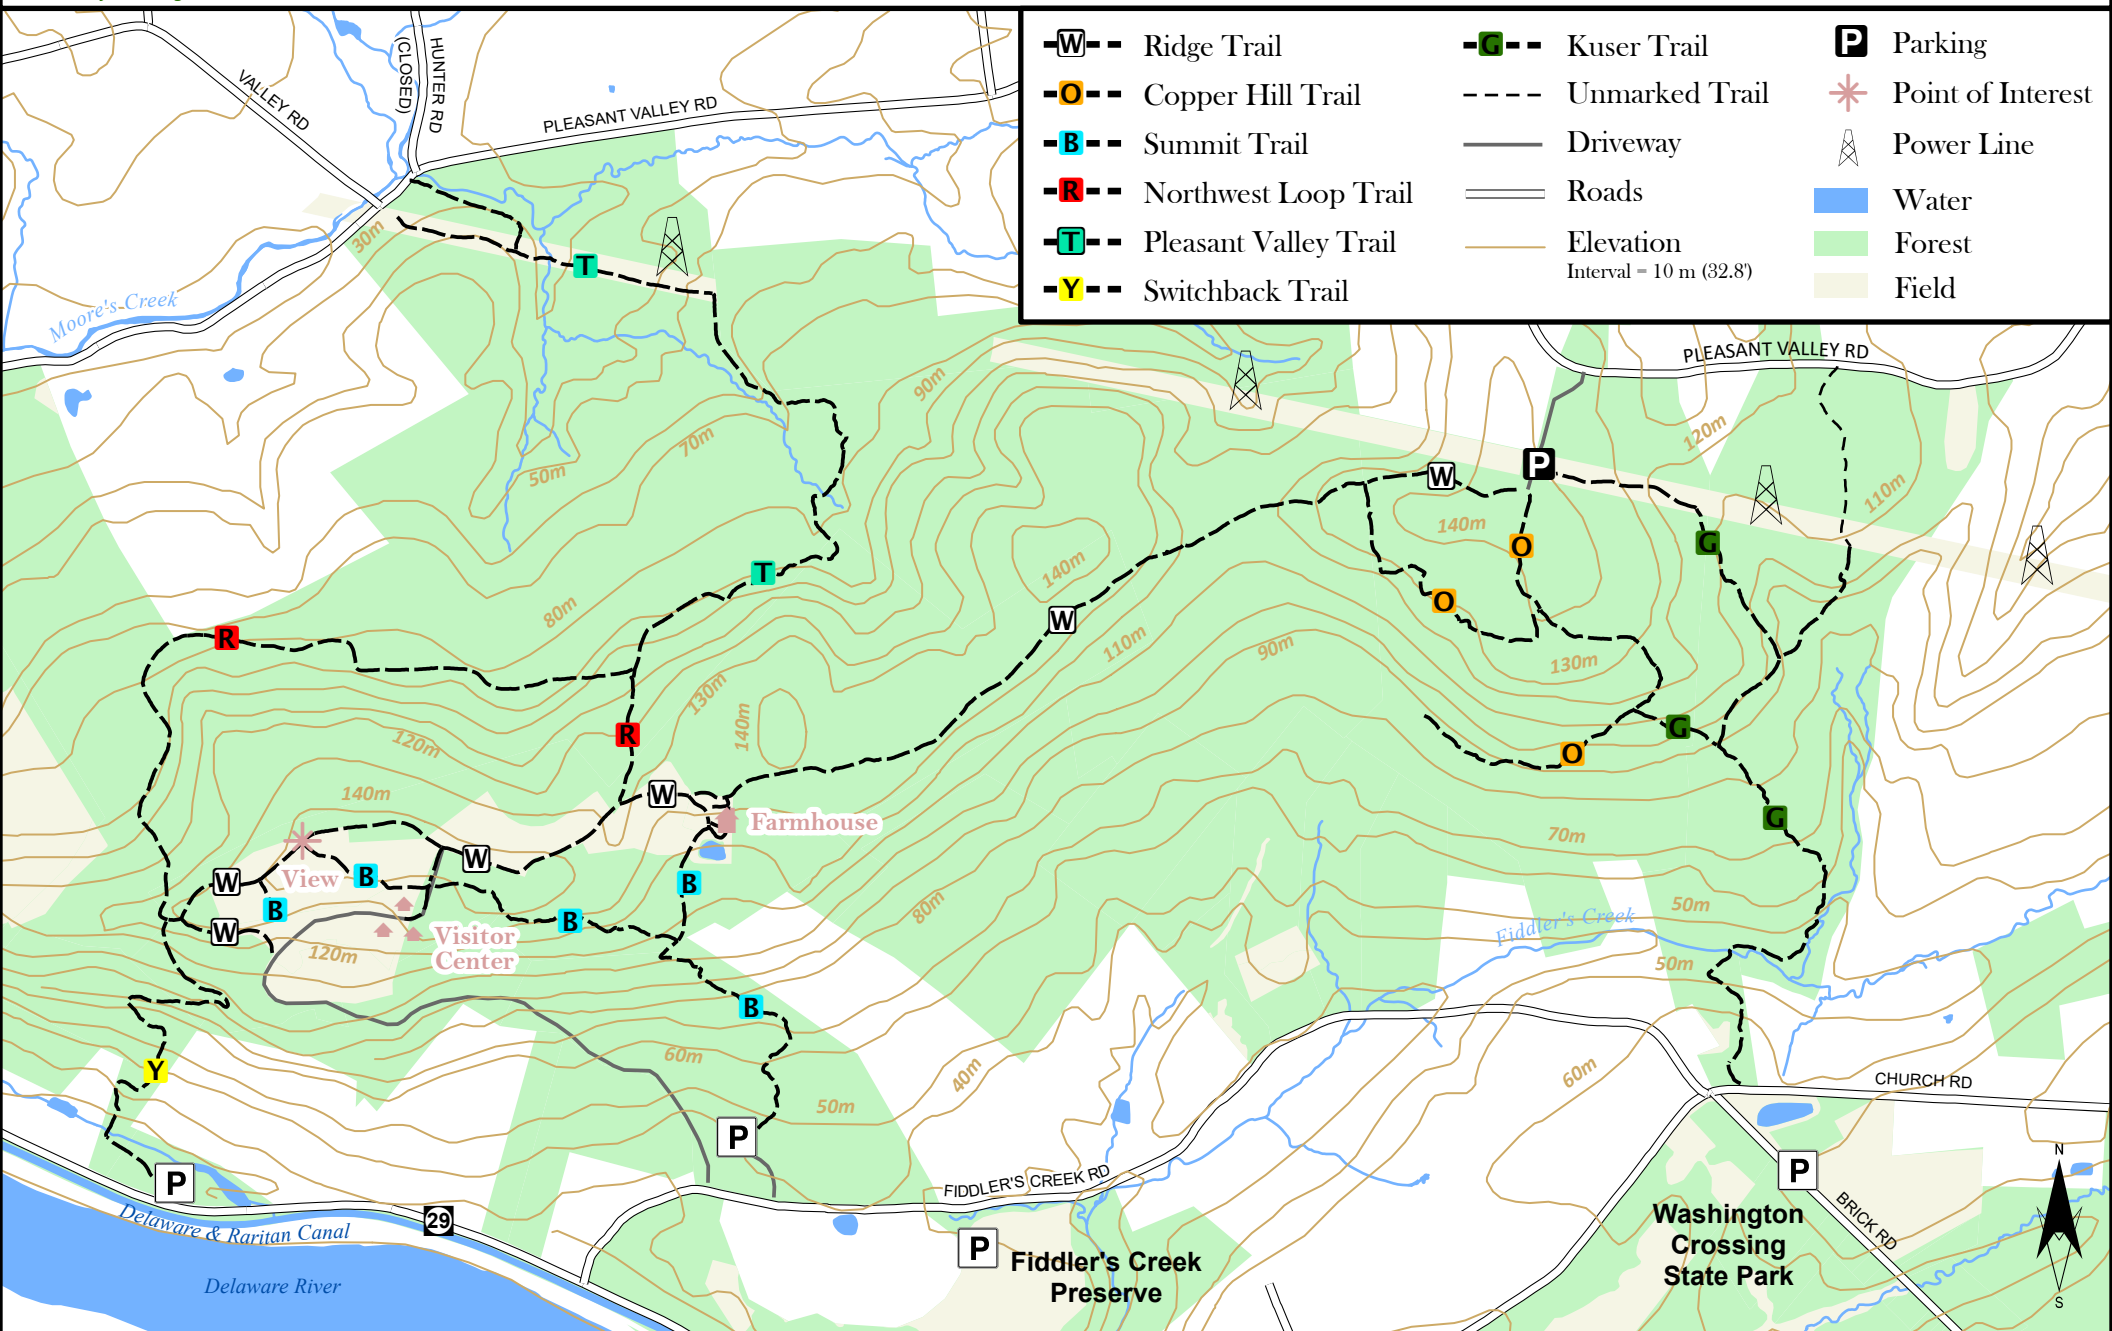 W Ridge Trail
O Copper Hill Trail
B Summit Trail
R Northwest Loop Trail
T Pleasant Valley Trail
Y Switchback Trail
G Kuser Trail
Unmarked Trail
Driveway
Roads
Elevation
Interval = 10 m (32.8')
P Parking
Point of Interest
Power Line
Water
Forest
Field
VALLEY RD
HUNTER RD
(CLOSED)
PLEASANT VALLEY RD
30m
T
Moore's Creek
PLEASANT VALLEY RD
90m
120m
70m
50m
P
W
110m
140m
G
O
140m
T
O
80m
W
R
110m
90m
130m
130m
140m
R
G
120m
O
140m
W
G
Farmhouse
70m
W
View
B
W
B
B
80m
50m
Fiddler's Creek
W
B
Visitor
Center
120m
50m
B
60m
40m
60m
Y
50m
CHURCH RD
P
P
FIDDLER'S CREEK RD
P
BRICK RD
N
S
Delaware & Raritan Canal
29
Delaware River
P
Fiddler's Creek
Preserve
Washington
Crossing
State Park